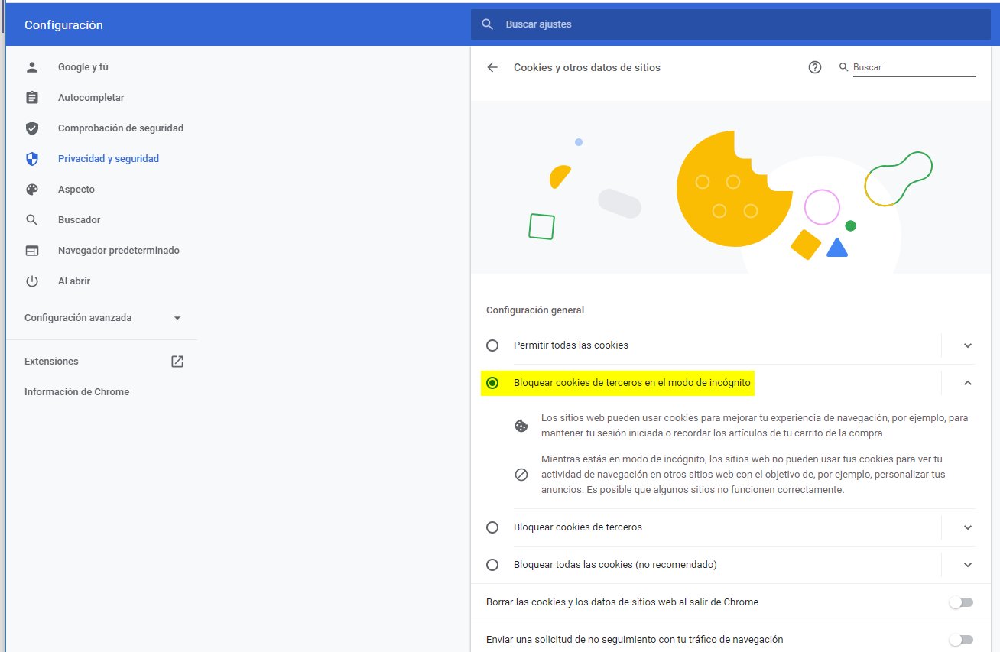 Configuración
Buscar ajustes
Google y tú
Autocompletar
Comprobación de seguridad
Privacidad y seguridad
Aspecto
Buscador
Navegador predeterminado
Al abrir
Configuración avanzada
Extensiones
Información de Chrome
Cookies y otros datos de sitios
Buscar
Configuración general
Permitir todas las cookies
Bloquear cookies de terceros en el modo de incógnito
Los sitios web pueden usar cookies para mejorar tu experiencia de navegación, por ejemplo, para
mantener tu sesión iniciada o recordar los artículos de tu carrito de la compra
Mientras estás en modo de incógnito, los sitios web no pueden usar tus cookies para ver tu
actividad de navegación en otros sitios web con el objetivo de, por ejemplo, personalizar tus
anuncios. Es posible que algunos sitios no funcionen correctamente.
Bloquear cookies de terceros
Bloquear todas las cookies (no recomendado)
Borrar las cookies y los datos de sitios web al salir de Chrome
Enviar una solicitud de no seguimiento con tu tráfico de navegación